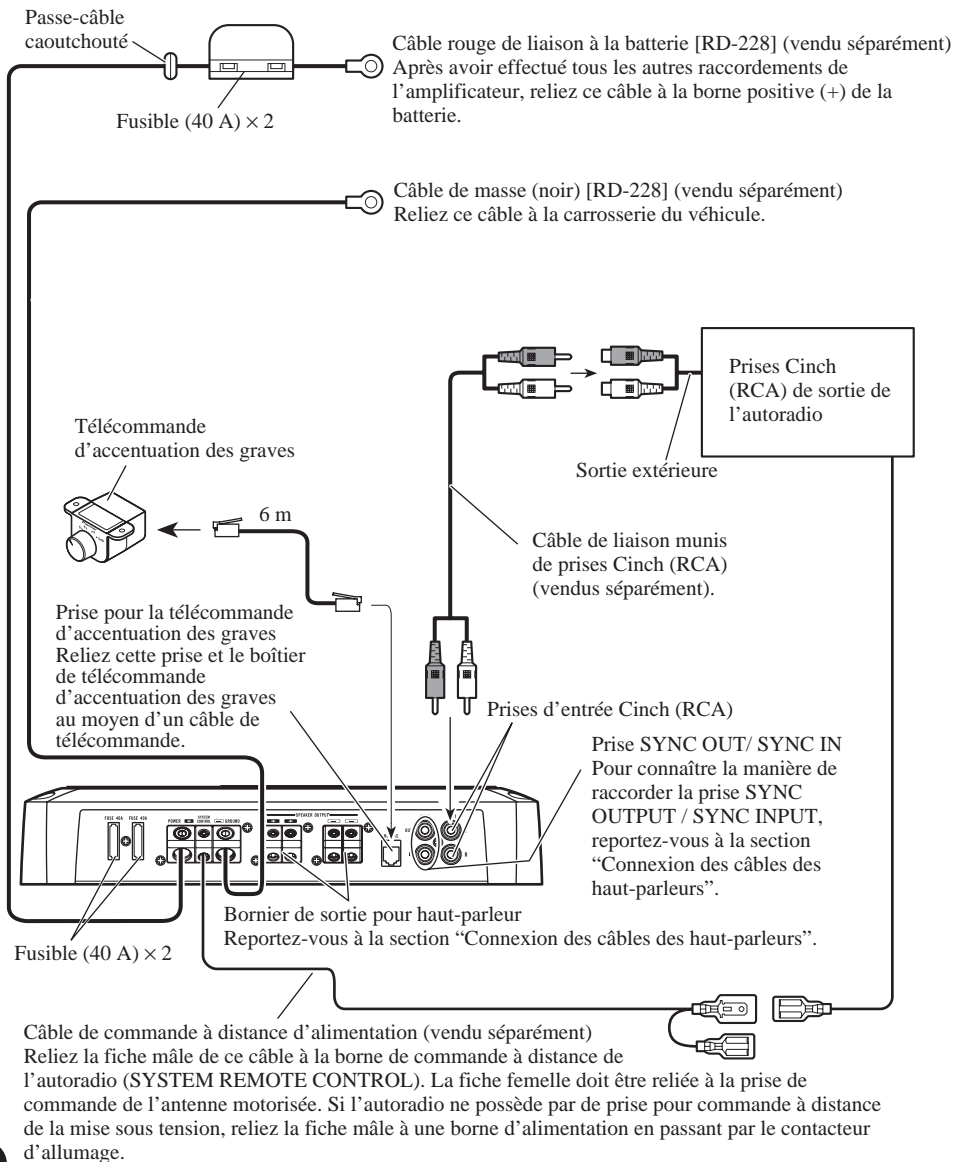 Passe-câble
caoutchouté
Câble rouge de liaison à la batterie [RD-228] (vendu séparément)
Après avoir effectué tous les autres raccordements de
l’amplificateur, reliez ce câble à la borne positive (+) de la
batterie.
Fusible (40 A) × 2
Câble de masse (noir) [RD-228] (vendu séparément)
Reliez ce câble à la carrosserie du véhicule.
Prises Cinch
(RCA) de sortie de
l’autoradio
Télécommande
d’accentuation des graves
Sortie extérieure
6 m
Câble de liaison munis
de prises Cinch (RCA)
(vendus séparément).
Prise pour la télécommande
d’accentuation des graves
Reliez cette prise et le boîtier
de télécommande
d’accentuation des graves
au moyen d’un câble de
télécommande.
Prises d’entrée Cinch (RCA)
Prise SYNC OUT/ SYNC IN
Pour connaître la manière de
raccorder la prise SYNC
OUTPUT / SYNC INPUT,
reportez-vous à la section
“Connexion des câbles des
haut-parleurs”.
FUSE 40A FUSE 40A
POWER
SYSTEM
CONTROL
GROUND
SPEAKER OUTPUT
L
R
Bornier de sortie pour haut-parleur
Reportez-vous à la section “Connexion des câbles des haut-parleurs”.
Fusible (40 A) × 2
Câble de commande à distance d’alimentation (vendu séparément)
Reliez la fiche mâle de ce câble à la borne de commande à distance de
l’autoradio (SYSTEM REMOTE CONTROL). La fiche femelle doit être reliée à la prise de
commande de l’antenne motorisée. Si l’autoradio ne possède par de prise pour commande à distance
de la mise sous tension, reliez la fiche mâle à une borne d’alimentation en passant par le contacteur
d’allumage.